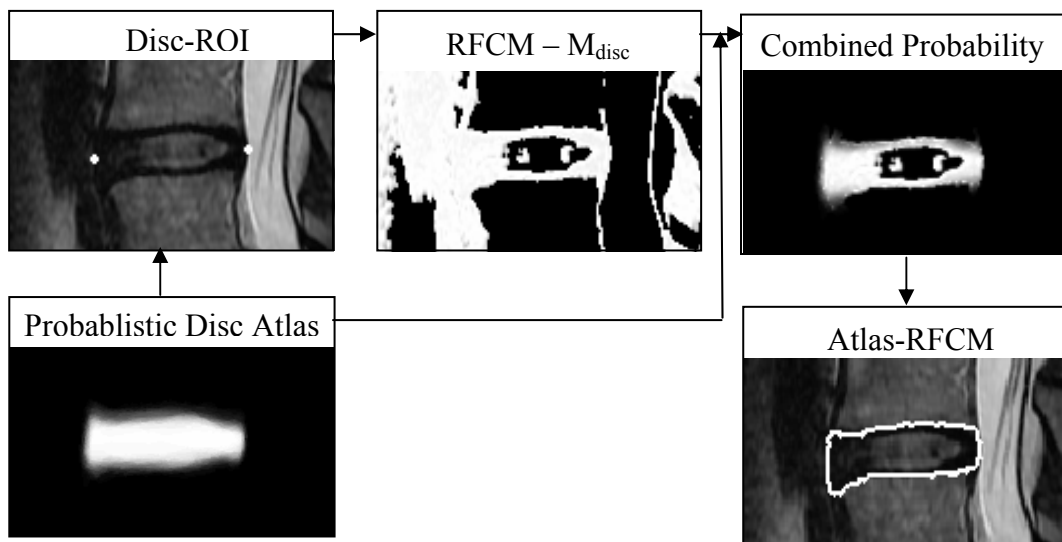 Disc-ROI
RFCM – Mdisc
Combined Probability
Probablistic Disc Atlas
Atlas-RFCM